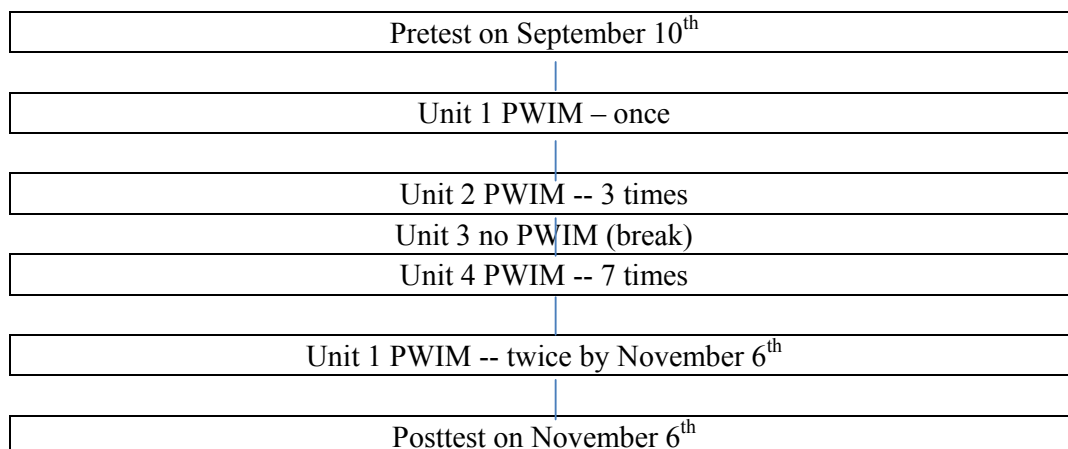 Pretest on September 10th
Unit 1 PWIM – once
Unit 2 PWIM -- 3 times
Unit 3 no PWIM (break)
Unit 4 PWIM -- 7 times
Unit 1 PWIM -- twice by November 6th
Posttest on November 6th